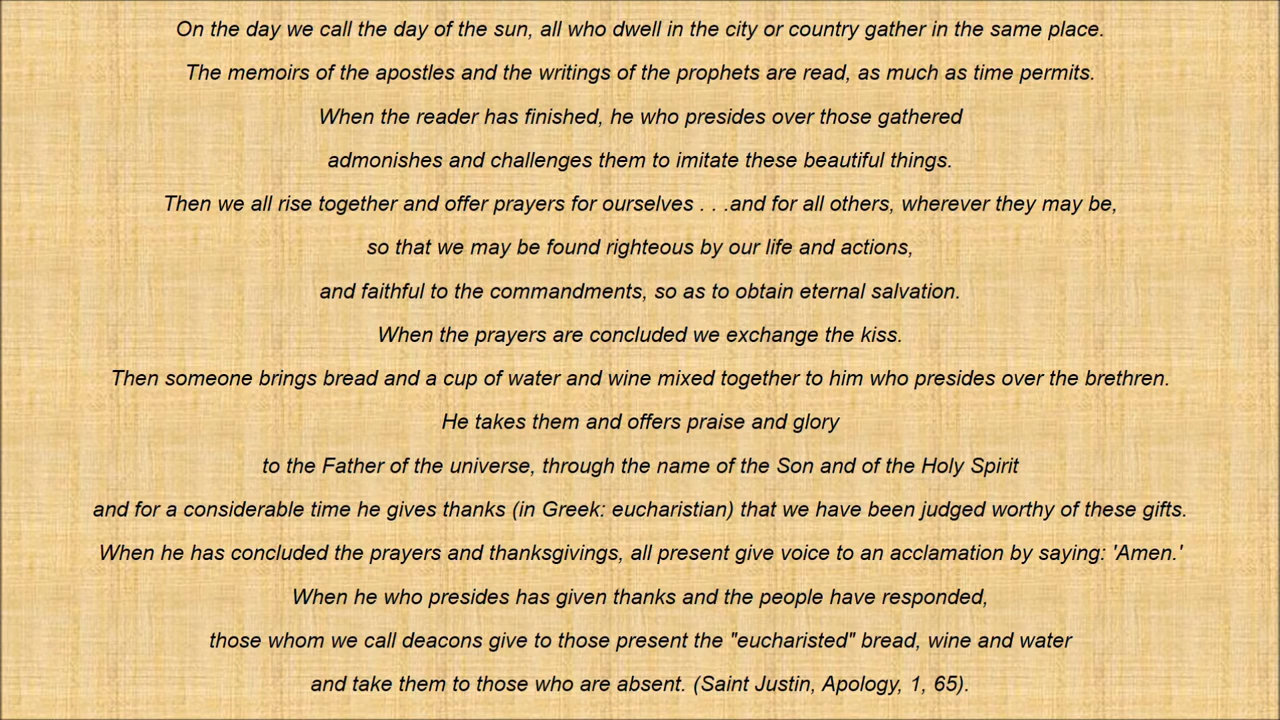 On the day we call the day of the sun, all who dwell in the city or country gather in the same place.
The memoirs of the apostles and the writings of the prophets are read, as much as time permits.
When the reader has finished, he who presides over those gathered
admonishes and challenges them to imitate these beautiful things.
Then we all rise together and offer prayers for ourselves . . .and for all others, wherever they may be,
so that we may be found righteous by our life and actions,
and faithful to the commandments, so as to obtain eternal salvation.
When the prayers are concluded we exchange the kiss.
Then someone brings bread and a cup of water and wine mixed together to him who presides over the brethren.
He takes them and offers praise and glory
to the Father of the universe, through the name of the Son and of the Holy Spirit
and for a considerable time he gives thanks (in Greek: eucharistian) that we have been judged worthy of these gifts.
When he has concluded the prayers and thanksgivings, all present give voice to an acclamation by saying: 'Amen.'
When he who presides has given thanks and the people have responded,
those whom we call deacons give to those present the "eucharisted" bread, wine and water
and take them to those who are absent. (Saint Justin, Apology, 1, 65).